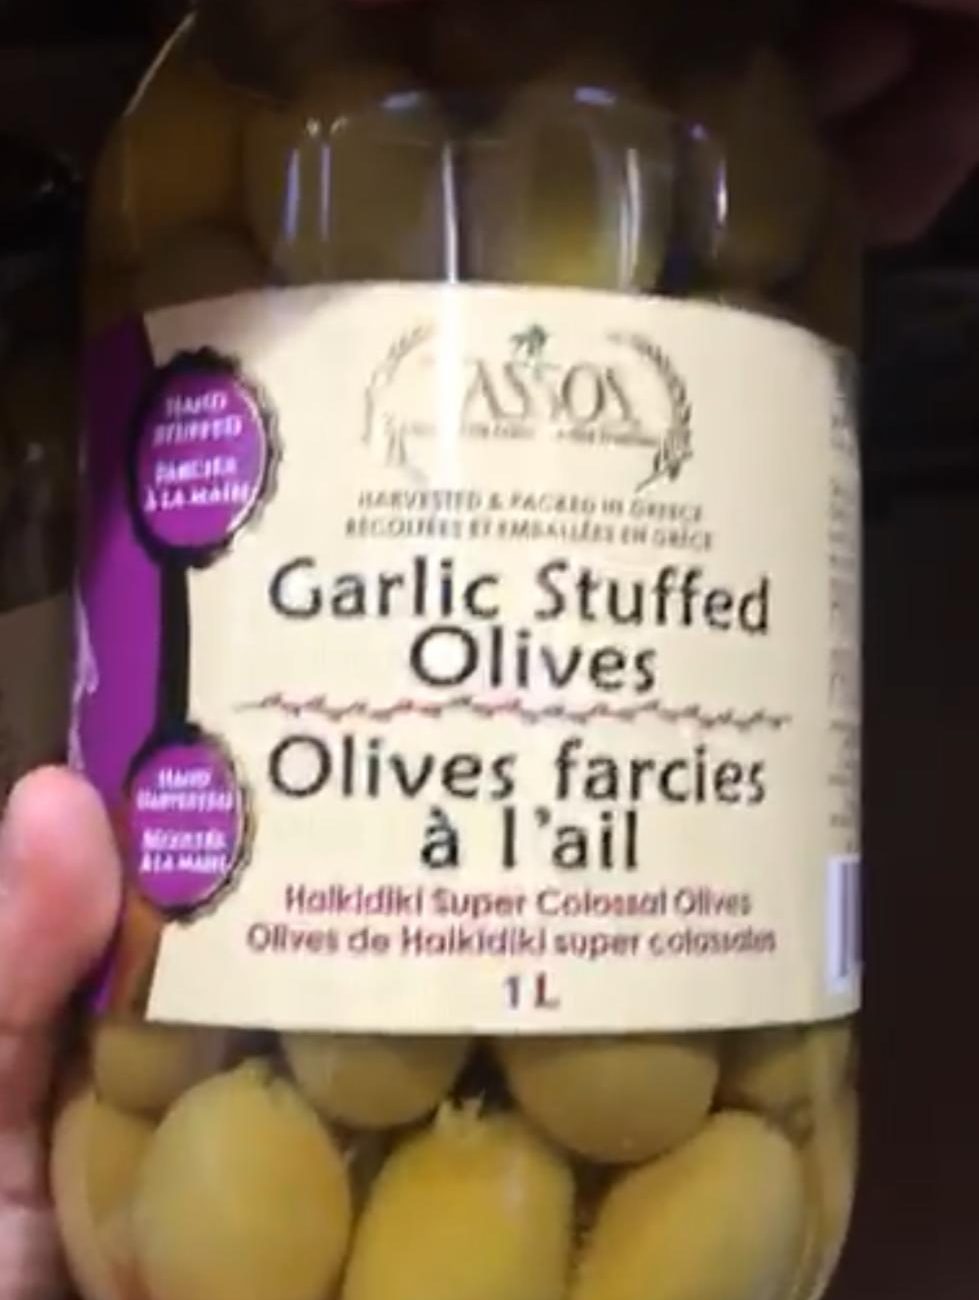 ASSOS
HARVESTED & PACKED IN GREECE
RÉCOLTÉES ET EMBALLÉES EN GRÈCE
HAND
STUFFED
FARCIES
À LA MAIN
Garlic Stuffed
Olives
Olives farcies
à l'ail
HAND
HARVESTED
À LA MAIN
Halkidiki Super Colossal Olives
Olives de Halkidiki super colossales
1 L